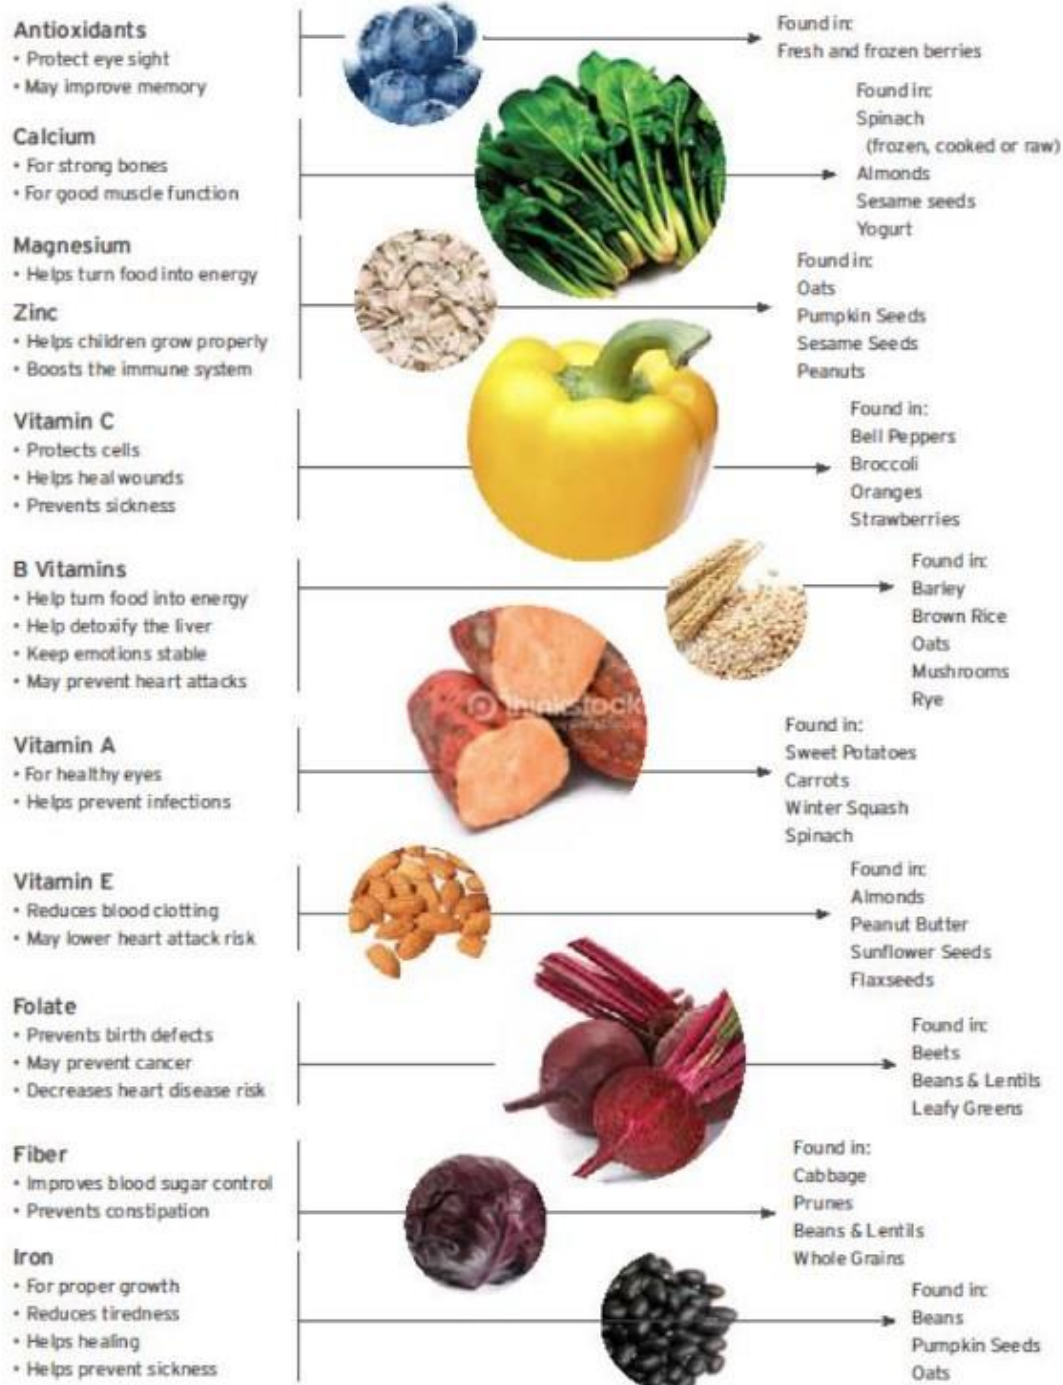 Antioxidants
• Protect eye sight
• May improve memory
Found in:
Fresh and frozen berries
Calcium
• For strong bones
• For good muscle function
Found in:
Spinach
(frozen, cooked or raw)
Almonds
Sesame seeds
Yogurt
Magnesium
• Helps turn food into energy
Zinc
• Helps children grow properly
• Boosts the immune system
Found in:
Oats
Pumpkin Seeds
Sesame Seeds
Peanuts
Vitamin C
• Protects cells
• Helps heal wounds
• Prevents sickness
Found in:
Bell Peppers
Broccoli
Oranges
Strawberries
B Vitamins
• Help turn food into energy
• Help detoxify the liver
• Keep emotions stable
• May prevent heart attacks
Found in:
Barley
Brown Rice
Oats
Mushrooms
Rye
thinkstock
Vitamin A
• For healthy eyes
• Helps prevent infections
Found in:
Sweet Potatoes
Carrots
Winter Squash
Spinach
Vitamin E
• Reduces blood clotting
• May lower heart attack risk
Found in:
Almonds
Peanut Butter
Sunflower Seeds
Flaxseeds
Folate
• Prevents birth defects
• May prevent cancer
• Decreases heart disease risk
Found in:
Beets
Beans & Lentils
Leafy Greens
Fiber
• Improves blood sugar control
• Prevents constipation
Found in:
Cabbage
Prunes
Beans & Lentils
Whole Grains
Iron
• For proper growth
• Reduces tiredness
• Helps healing
• Helps prevent sickness
Found in:
Beans
Pumpkin Seeds
Oats